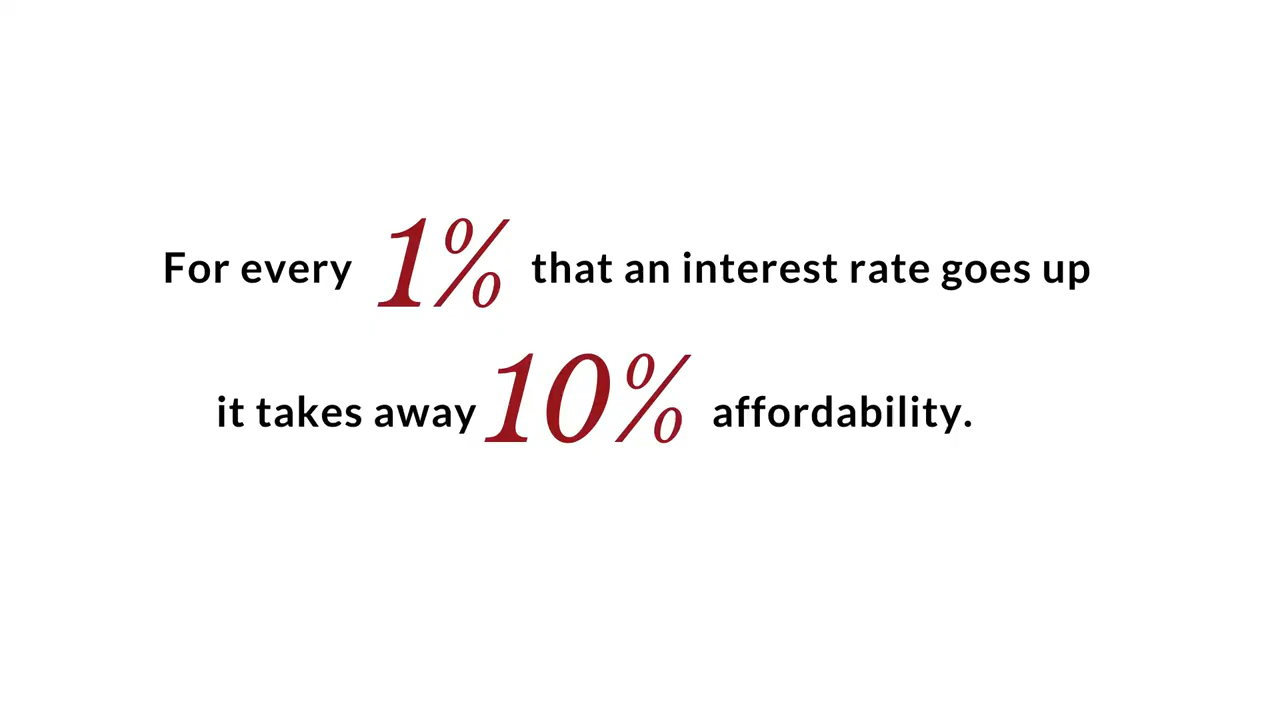 For every 1% that an interest rate goes up
it takes away 10% affordability.